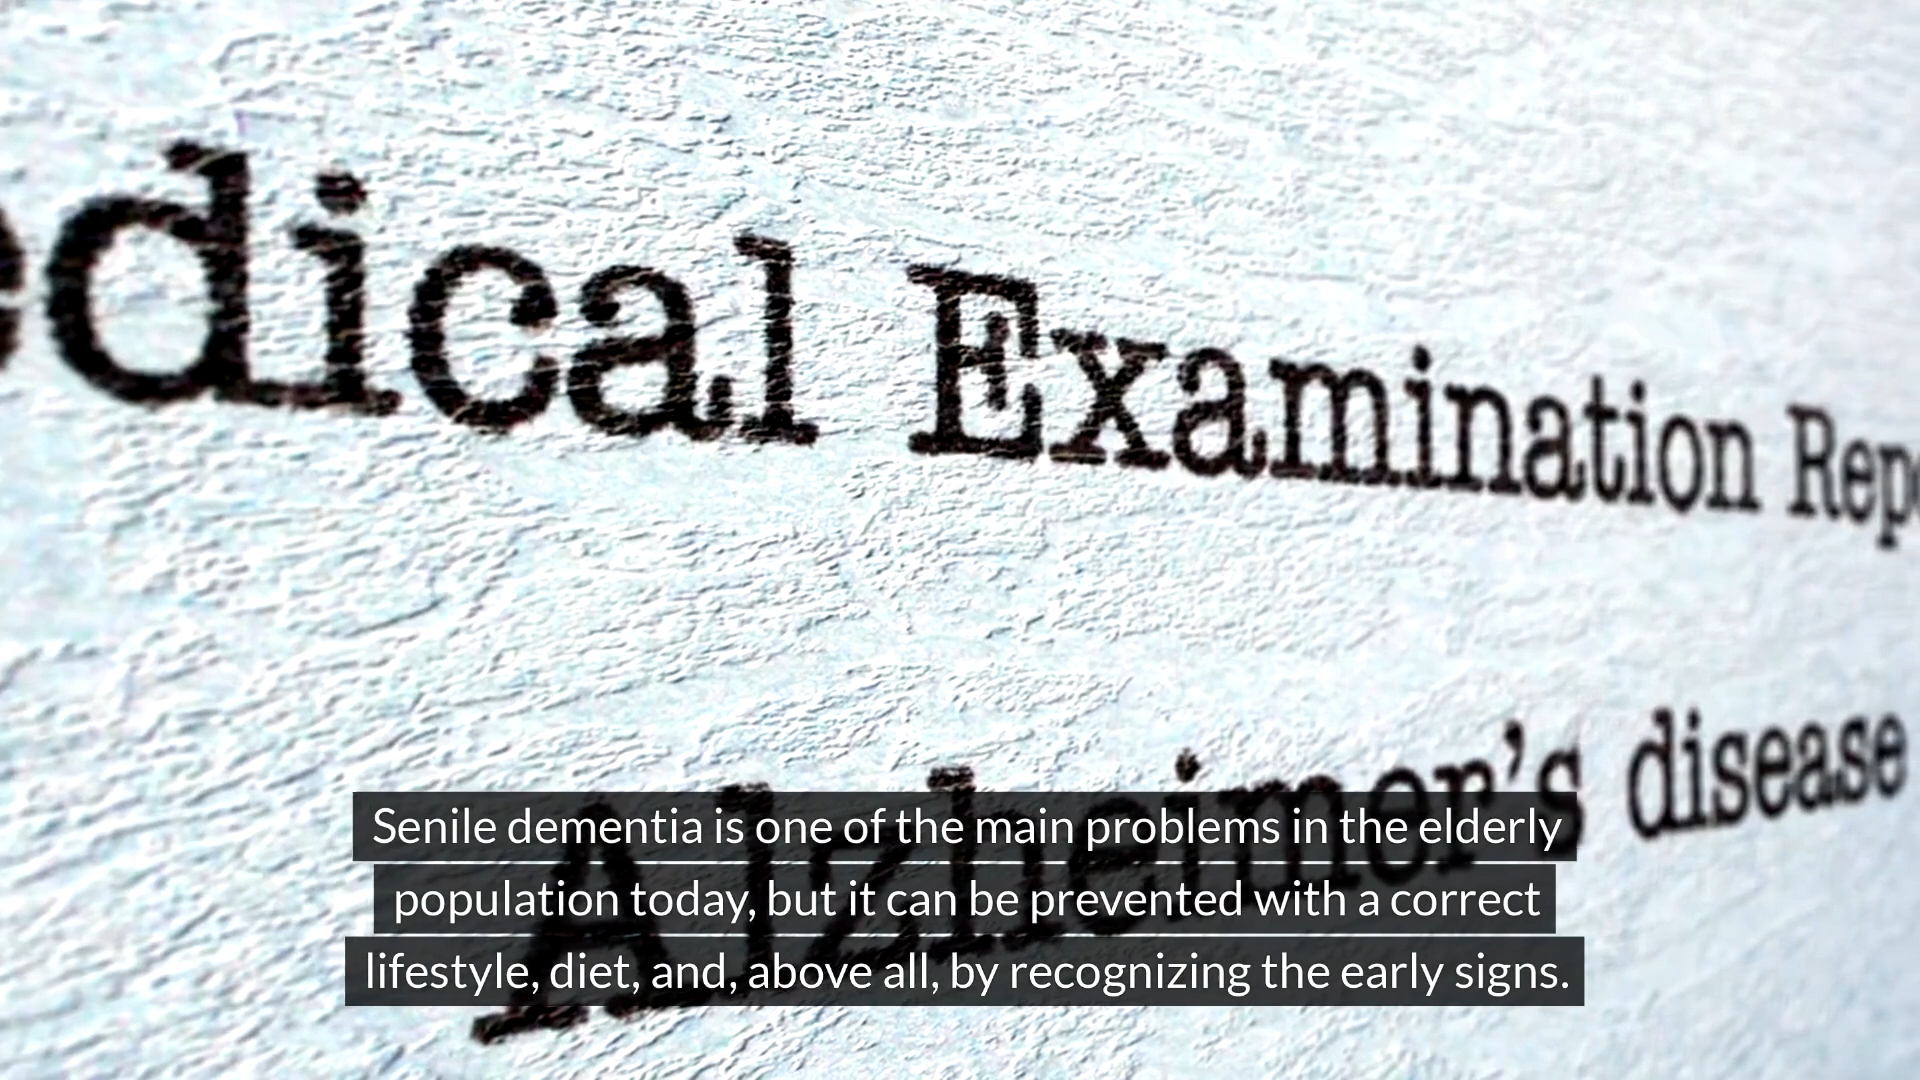 edical Examination Repo
Alzheimer's disease
Senile dementia is one of the main problems in the elderly
population today, but it can be prevented with a correct
lifestyle, diet, and, above all, by recognizing the early signs.